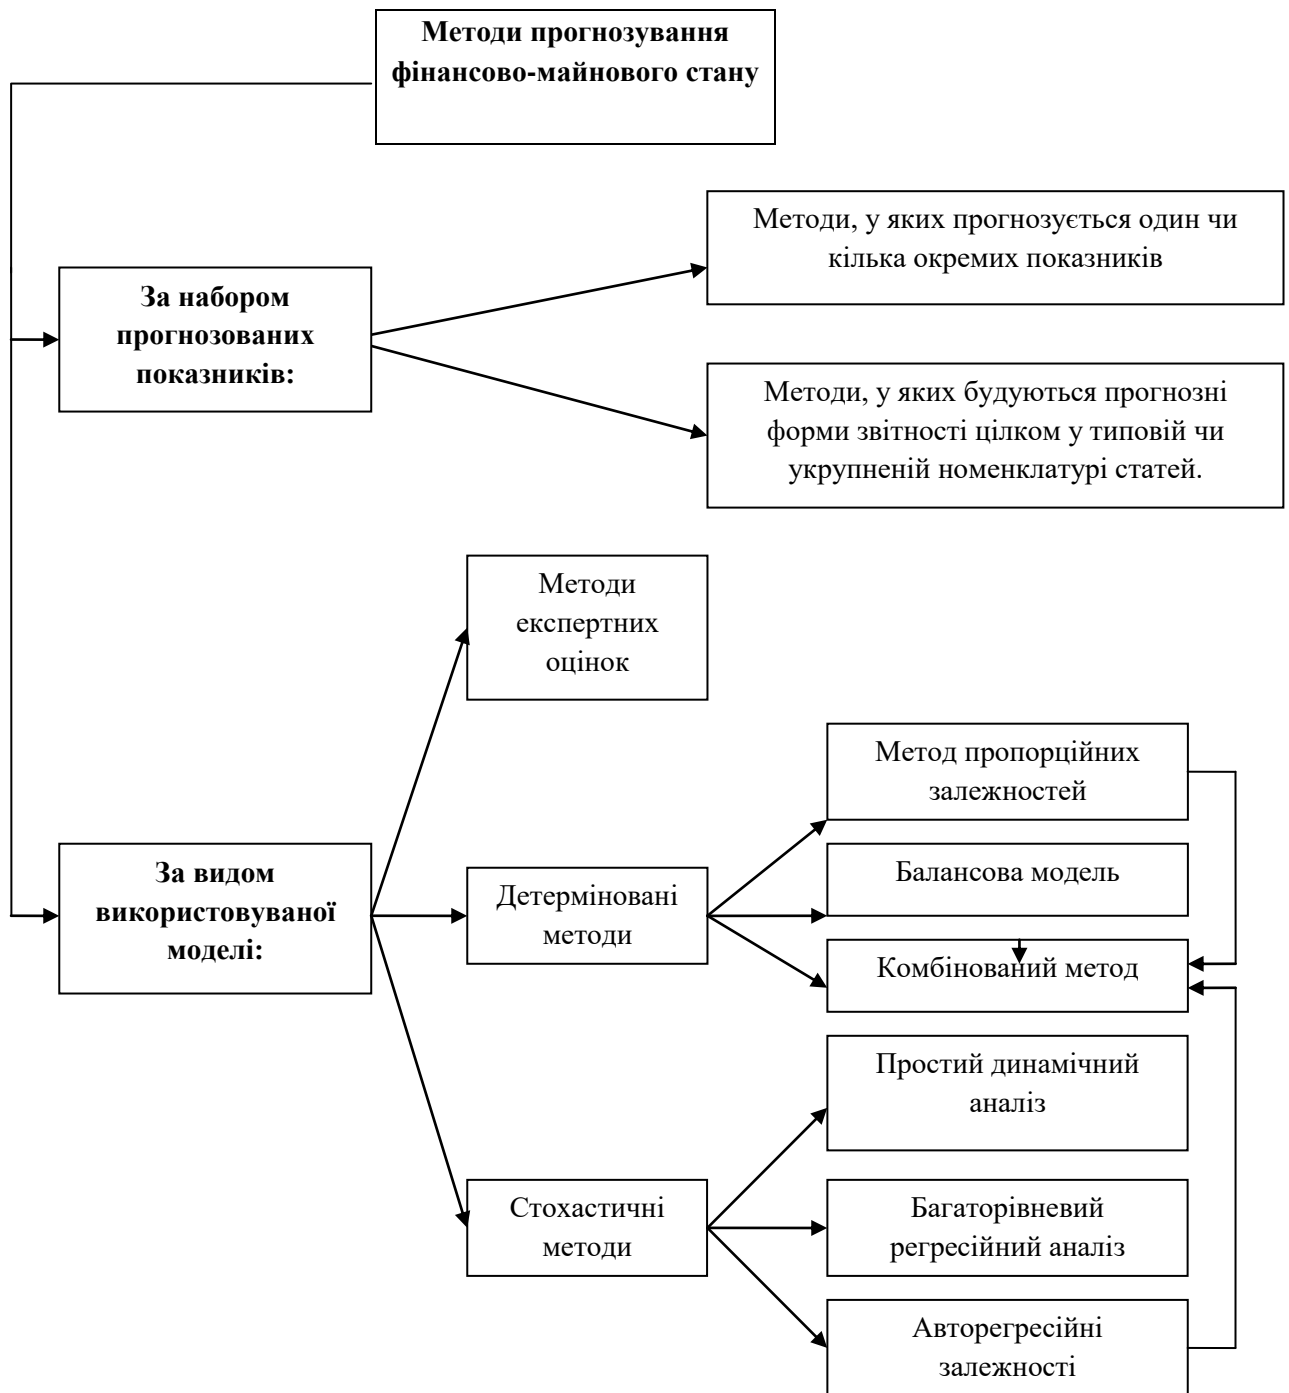 Методи прогнозування
фінансово-майнового стану
Методи, у яких прогнозується один чи
кілька окремих показників
За набором
прогнозованих
показників:
Методи, у яких будуються прогнозні
форми звітності цілком у типовій чи
укрупненій номенклатурі статей.
Методи
експертних
оцінок
Метод пропорційних
залежностей
За видом
використовуваної
моделі:
Детерміновані
методи
Балансова модель
Комбінований метод
Простий динамічний
аналіз
Стохастичні
методи
Багаторівневий
регресійний аналіз
Авторегресійні
залежності